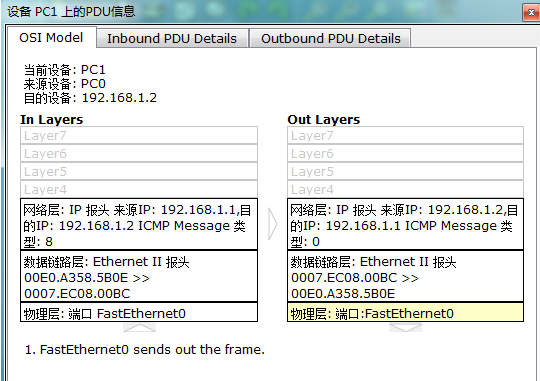 设备 PC1 上的PDU信息
OSI Model
Inbound PDU Details
Outbound PDU Details
当前设备: PC1
来源设备: PC0
目的设备: 192.168.1.2
In Layers
Layer7
Layer6
Layer5
Layer4
网络层: IP 报头 来源IP: 192.168.1.1,目
的IP: 192.168.1.2 ICMP Message 类
型: 8
数据链路层: Ethernet II 报头
00E0.A358.5B0E >>
0007.EC08.00BC
物理层: 端口 FastEthernet0
Out Layers
Layer7
Layer6
Layer5
Layer4
网络层: IP 报头 来源IP: 192.168.1.2,目
的IP: 192.168.1.1 ICMP Message 类
型: 0
数据链路层: Ethernet II 报头
0007.EC08.00BC >>
00E0.A358.5B0E
物理层: 端口:FastEthernet0
1. FastEthernet0 sends out the frame.